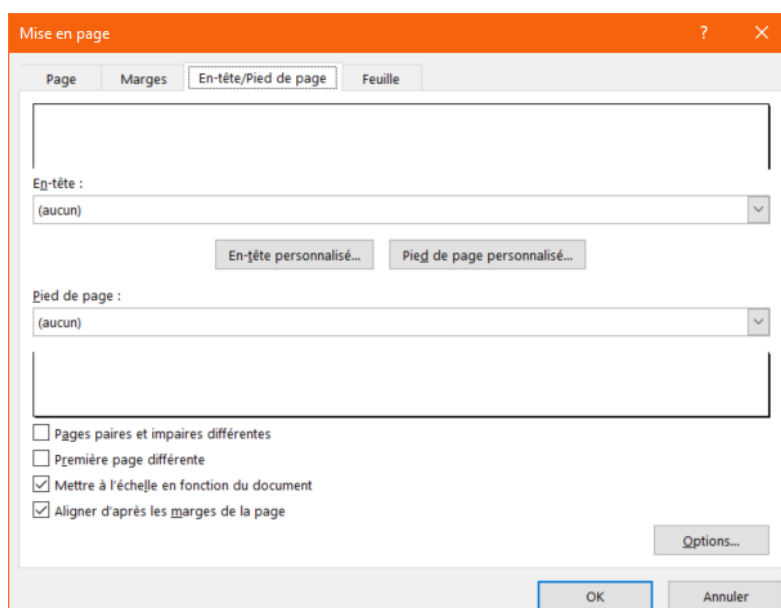 Mise en page ? ×
Page Marges En-tête/Pied de page Feuille
En-tête :
(aucun)
En-tête personnalisé... Pied de page personnalisé...
Pied de page :
(aucun)
Pages paires et impaires différentes
Première page différente
Mettre à l'échelle en fonction du document
Aligner d'après les marges de la page
Options...
OK Annuler